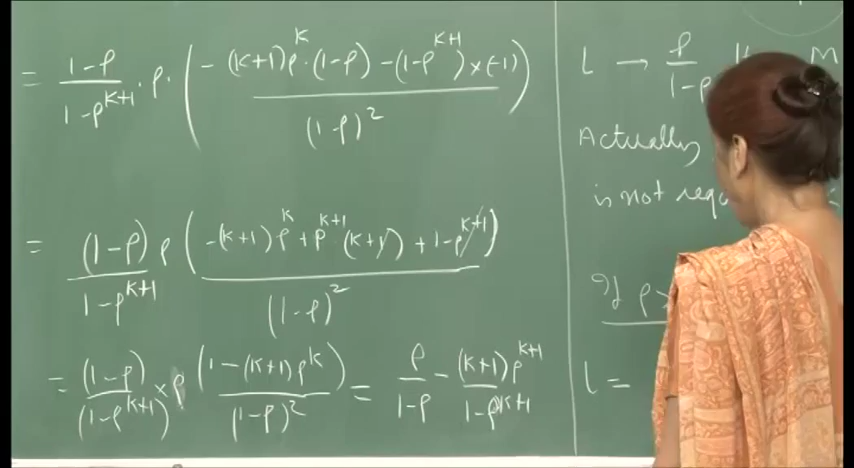 = (1-ρ)/(1-ρ^{K+1}) · ρ · ( (-(K+1)ρ^K · (1-ρ) - (1-ρ^{K+1}) × (-1)) / (1-ρ)^2 )
= (1-ρ)ρ/(1-ρ^{K+1}) ( (-(K+1)ρ^K + ρ^{K+1}(K+1) + 1-ρ^{K+1}) / (1-ρ)^2 )
= (1-ρ)/(1-ρ^{K+1}) × ρ (1-(K+1)ρ^K)/(1-ρ)^2 = ρ/(1-ρ) - (K+1)ρ^{K+1}/(1-ρ^{K+1})
L → ρ/(1-ρ) M
Actually
is not
If ρ
L =